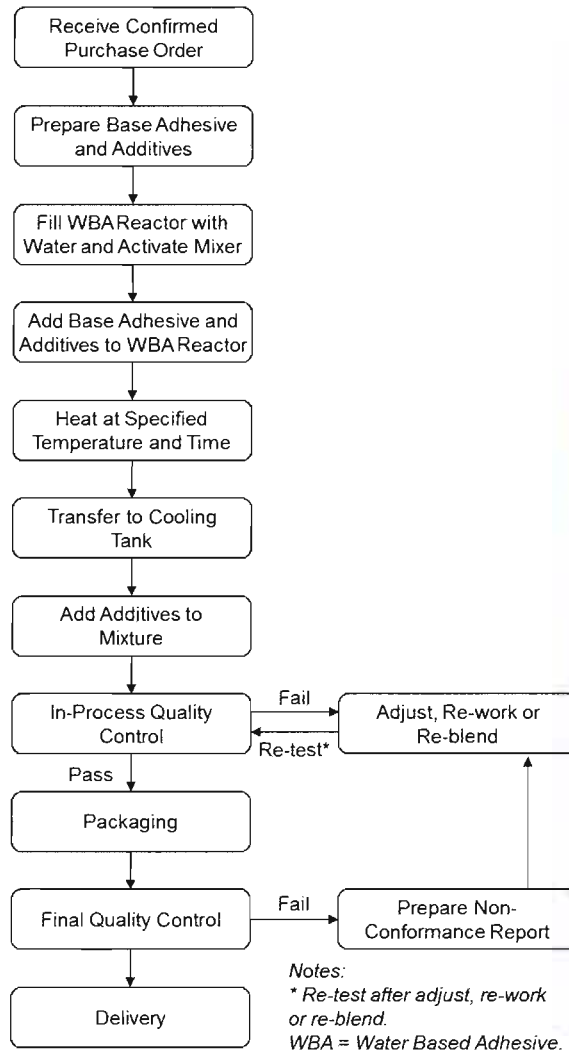 Receive Confirmed
Purchase Order
Prepare Base Adhesive
and Additives
Fill WBA Reactor with
Water and Activate Mixer
Add Base Adhesive and
Additives to WBA Reactor
Heat at Specified
Temperature and Time
Transfer to Cooling
Tank
Add Additives to
Mixture
In-Process Quality
Control
Fail
Re-test*
Adjust, Re-work or
Re-blend
Pass
Packaging
Final Quality Control
Fail
Prepare Non-
Conformance Report
Delivery
Notes:
* Re-test after adjust, re-work
or re-blend.
WBA = Water Based Adhesive.